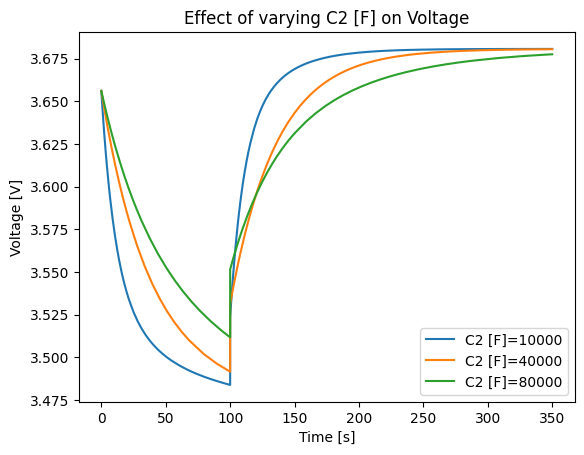 Effect of varying C2 [F] on Voltage
Voltage [V]
3.675
3.650
3.625
3.600
3.575
3.550
3.525
3.500
3.475
0 50 100 150 200 250 300 350
Time [s]
C2 [F]=10000
C2 [F]=40000
C2 [F]=80000